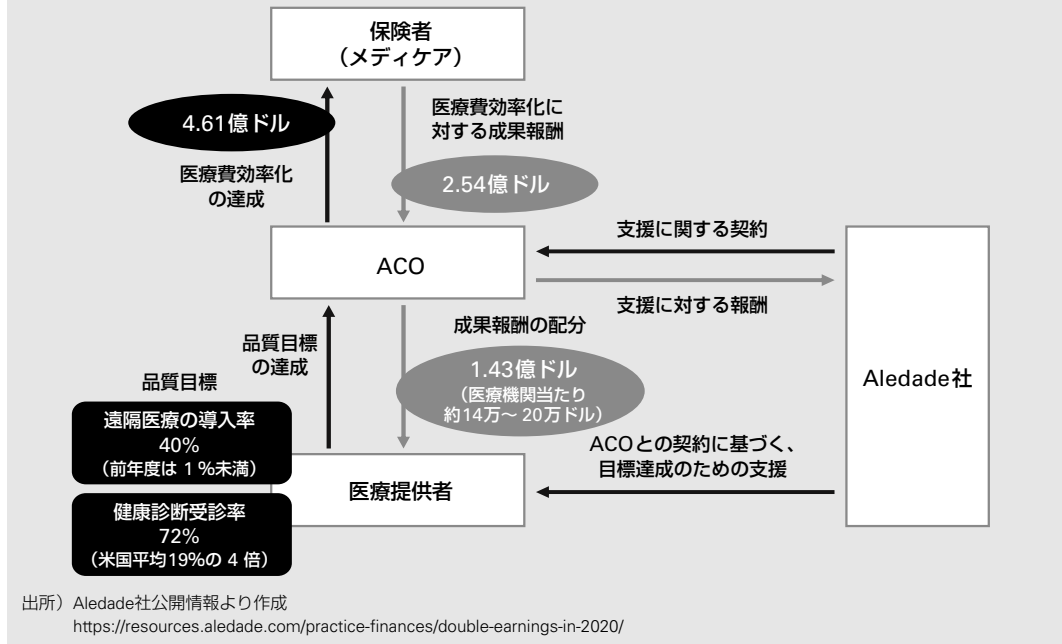 保険者
（メディケア）
4.61億ドル
医療費効率化
の達成
医療費効率化に
対する成果報酬
2.54億ドル
ACO
支援に関する契約
支援に対する報酬
Aledade社
品質目標
の達成
成果報酬の配分
1.43億ドル
（医療機関当たり
約14万～20万ドル）
品質目標
遠隔医療の導入率
40%
（前年度は1％未満）
健康診断受診率
72%
（米国平均19%の4倍）
医療提供者
ACOとの契約に基づく、
目標達成のための支援
出所）Aledade社公開情報より作成
https://resources.aledade.com/practice-finances/double-earnings-in-2020/